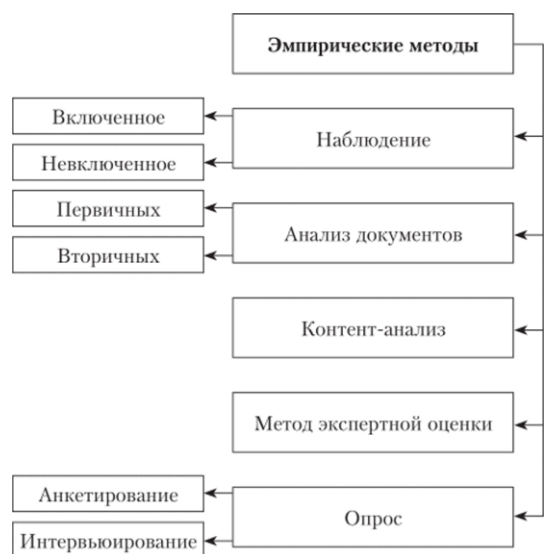 Эмпирические методы
Включенное
Наблюдение
Невключенное
Первичных
Анализ документов
Вторичных
Контент-анализ
Метод экспертной оценки
Анкетирование
Опрос
Интервьюирование